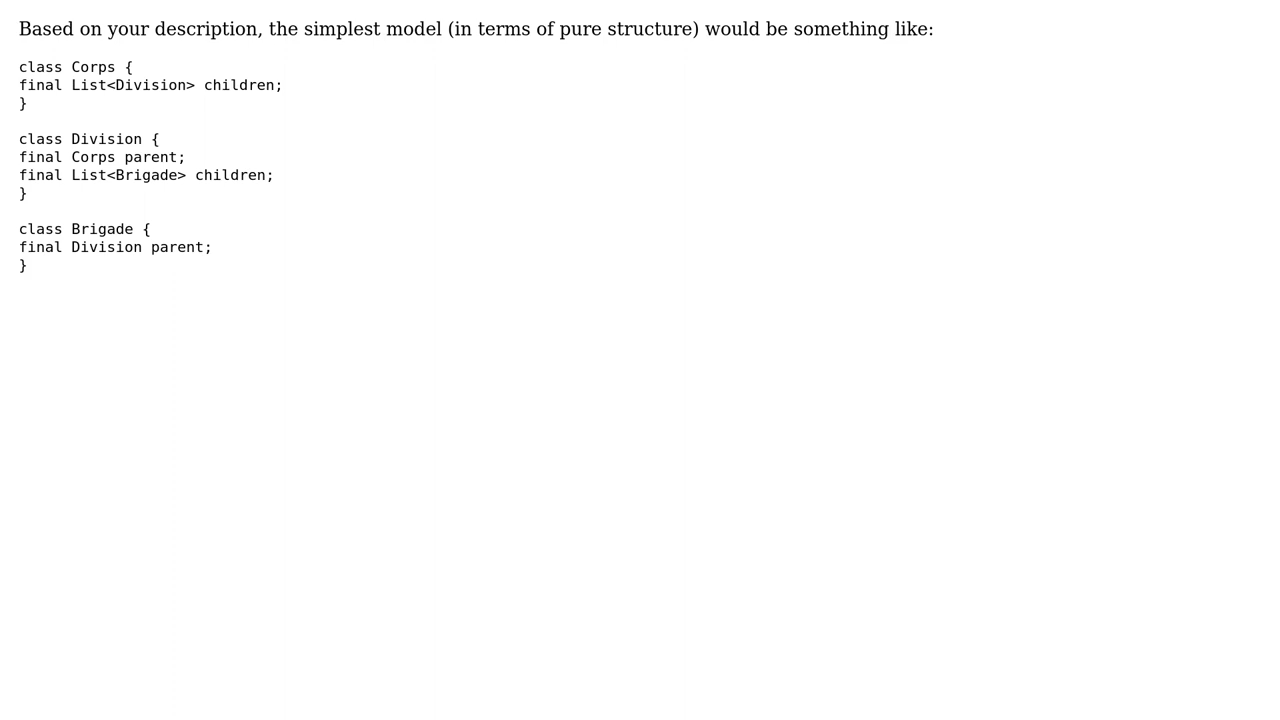 Based on your description, the simplest model (in terms of pure structure) would be something like:
class Corps {
final List<Division> children;
}
class Division {
final Corps parent;
final List<Brigade> children;
}
class Brigade {
final Division parent;
}